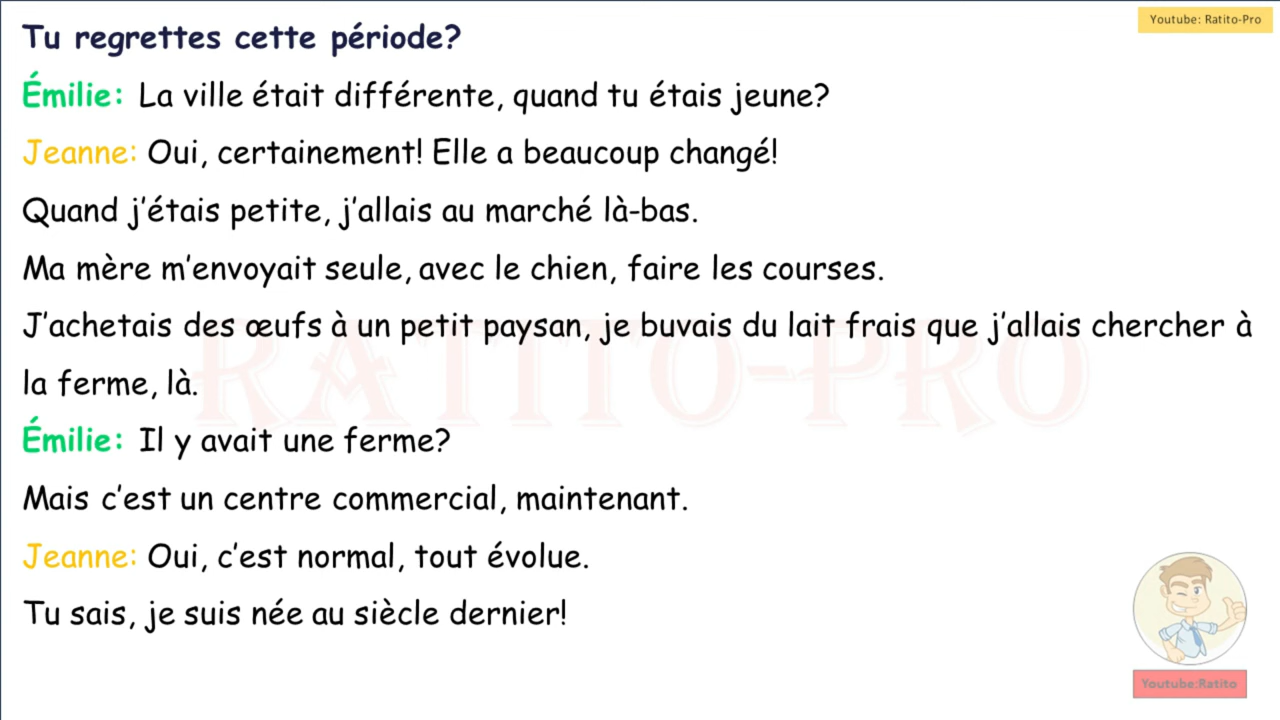 Youtube: Ratito-Pro
Tu regrettes cette période?
Émilie: La ville était différente, quand tu étais jeune?
Jeanne: Oui, certainement! Elle a beaucoup changé!
Quand j'étais petite, j'allais au marché là-bas.
Ma mère m'envoyait seule, avec le chien, faire les courses.
J'achetais des œufs à un petit paysan, je buvais du lait frais que j'allais chercher à
la ferme, là.
RATITO-PRO
Émilie: Il y avait une ferme?
Mais c'est un centre commercial, maintenant.
Jeanne: Oui, c'est normal, tout évolue.
Tu sais, je suis née au siècle dernier!
Youtube:Ratito